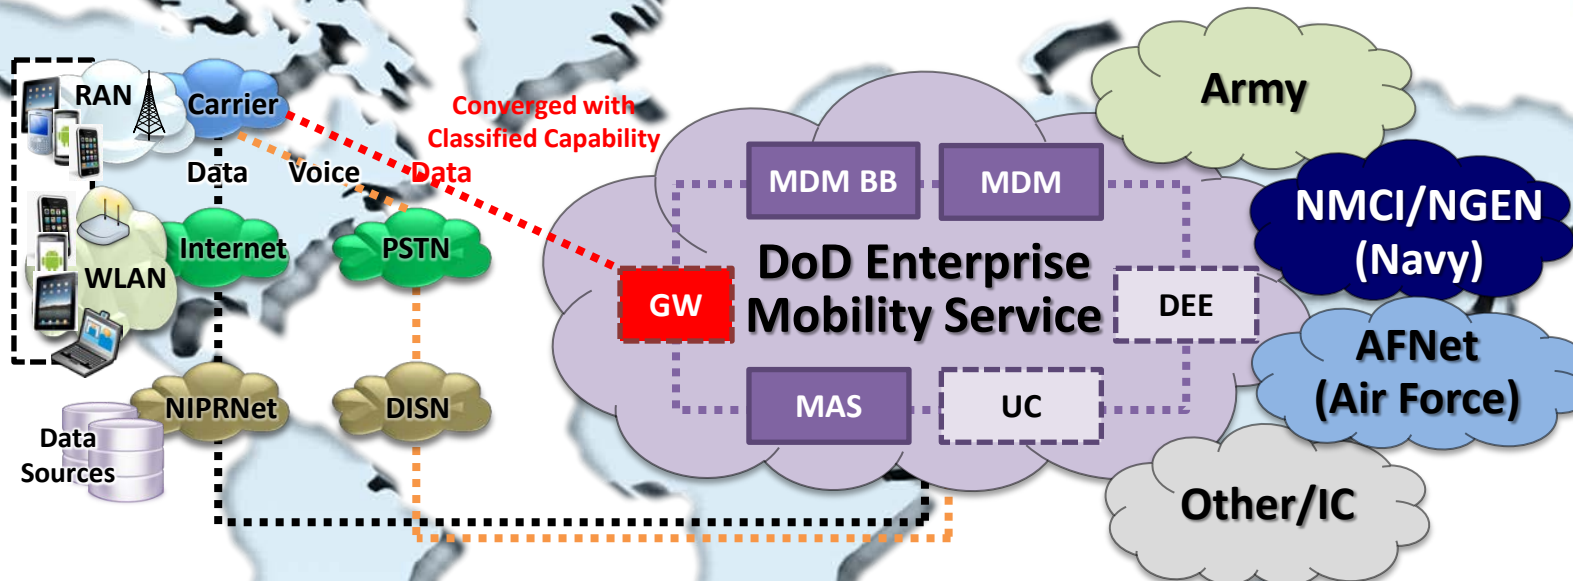 RAN
Carrier
Converged with
Classified Capability
Data
Voice
Data
Internet
PSTN
WLAN
NIPRNet
DISN
Data
Sources
MDM BB
MDM
DoD Enterprise
Mobility Service
GW
DEE
MAS
UC
Army
NMCI/NGEN
(Navy)
AFNet
(Air Force)
Other/IC